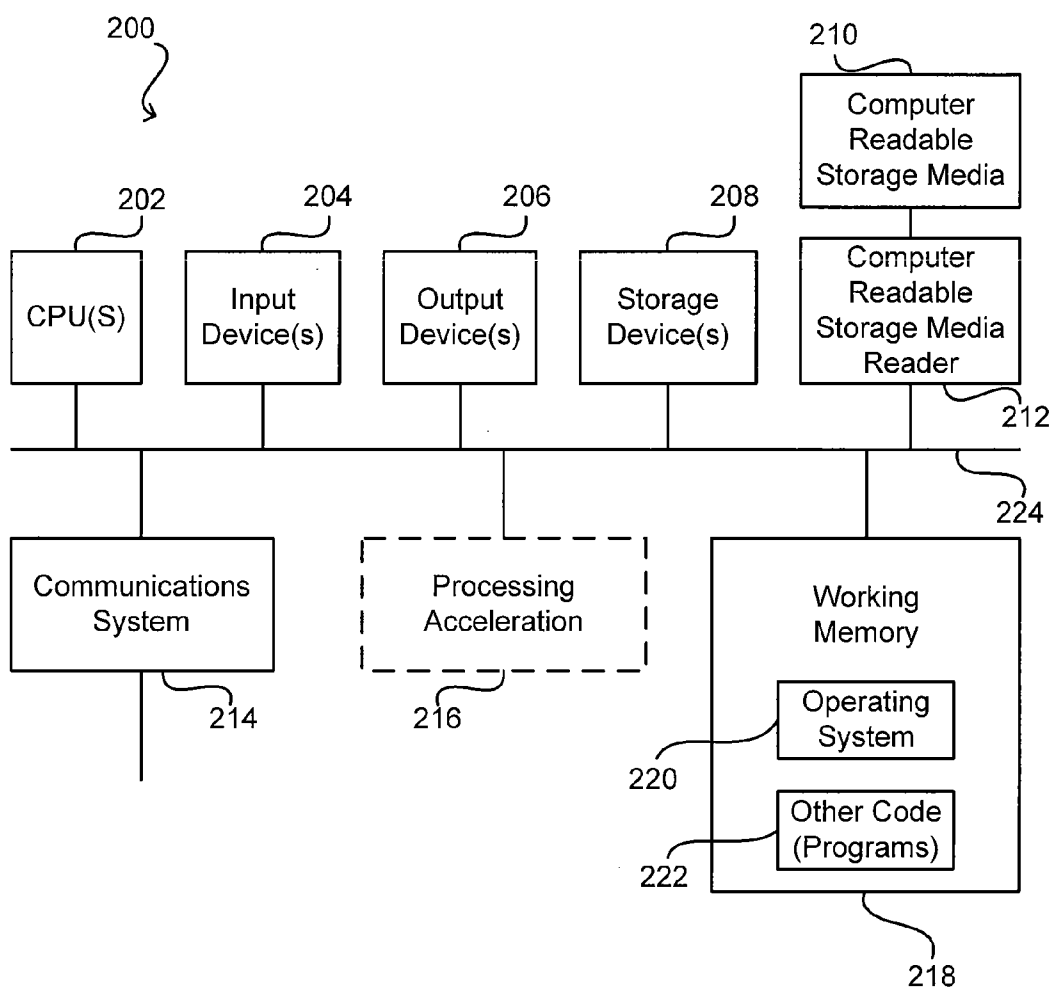 200
210
Computer
Readable
Storage Media
202
204
206
208
CPU(S)
Input
Device(s)
Output
Device(s)
Storage
Device(s)
Computer
Readable
Storage Media
Reader
212
224
Communications
System
214
Processing
Acceleration
216
Working
Memory
Operating
System
220
Other Code
(Programs)
222
218